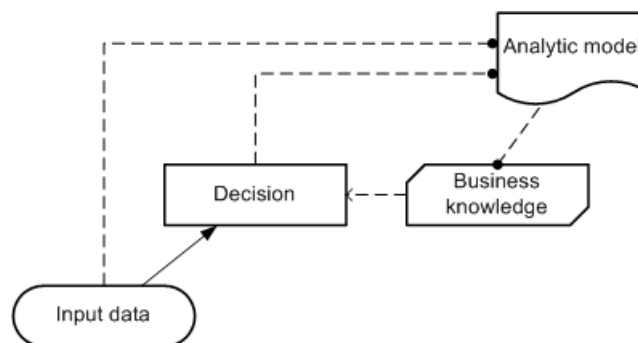 Analytic model
Decision
Business
knowledge
Input data